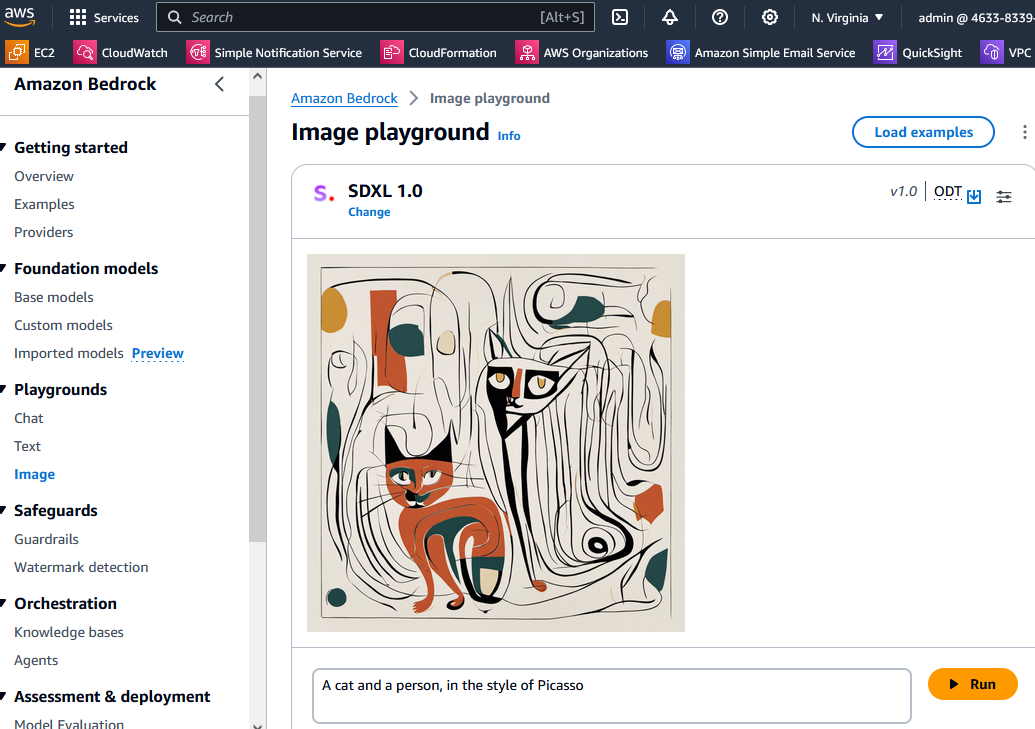 aws Services Search [Alt+S] N. Virginia admin @ 4633-8339-
EC2 CloudWatch Simple Notification Service CloudFormation AWS Organizations Amazon Simple Email Service QuickSight VPC
Amazon Bedrock
Getting started
Overview
Examples
Providers
Foundation models
Base models
Custom models
Imported models Preview
Playgrounds
Chat
Text
Image
Safeguards
Guardrails
Watermark detection
Orchestration
Knowledge bases
Agents
Assessment & deployment
Model Evaluation
Amazon Bedrock > Image playground
Image playground Info
Load examples
S. SDXL 1.0
Change
v1.0 ODT
A cat and a person, in the style of Picasso
Run